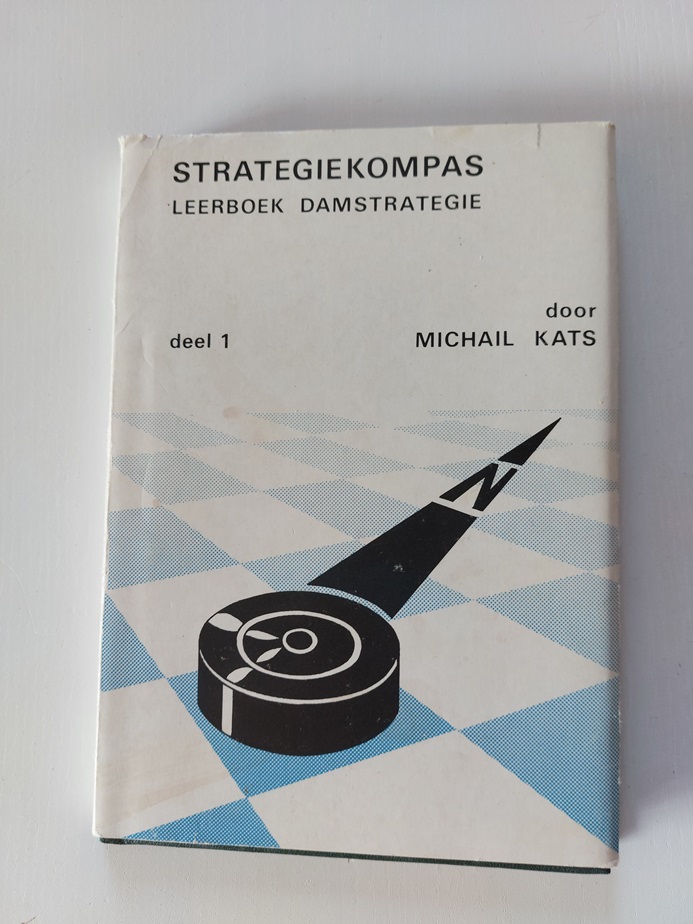 STRATEGIEKOMPAS
LEERBOEK DAMSTRATEGIE
door
deel 1 MICHAIL KATS
N